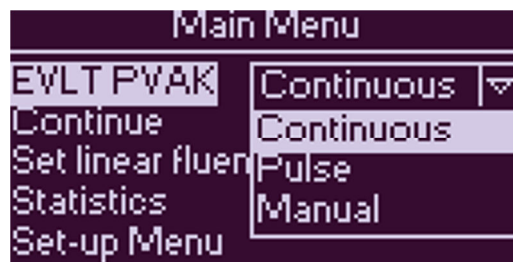 Main Menu
EVLT PVAK Continuous
Continue Continuous
Set linear fluen Pulse
Statistics Manual
Set-up Menu